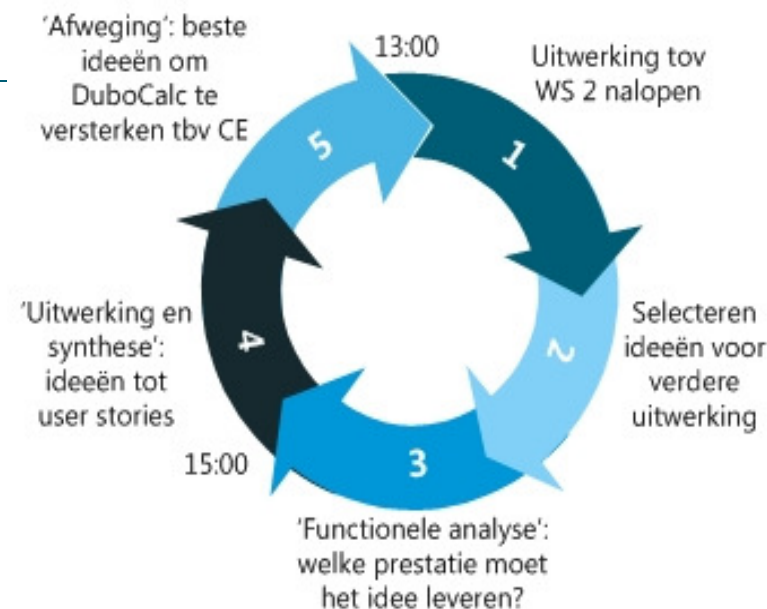 13:00
1
Uitwerking tov
WS 2 nalopen
2
Selecteren
ideeën voor
verdere
uitwerking
3
'Functionele analyse':
welke prestatie moet
het idee leveren?
15:00
4
'Uitwerking en
synthese':
ideeën tot
user stories
5
'Afweging': beste
ideeën om
DuboCalc te
versterken tbv CE